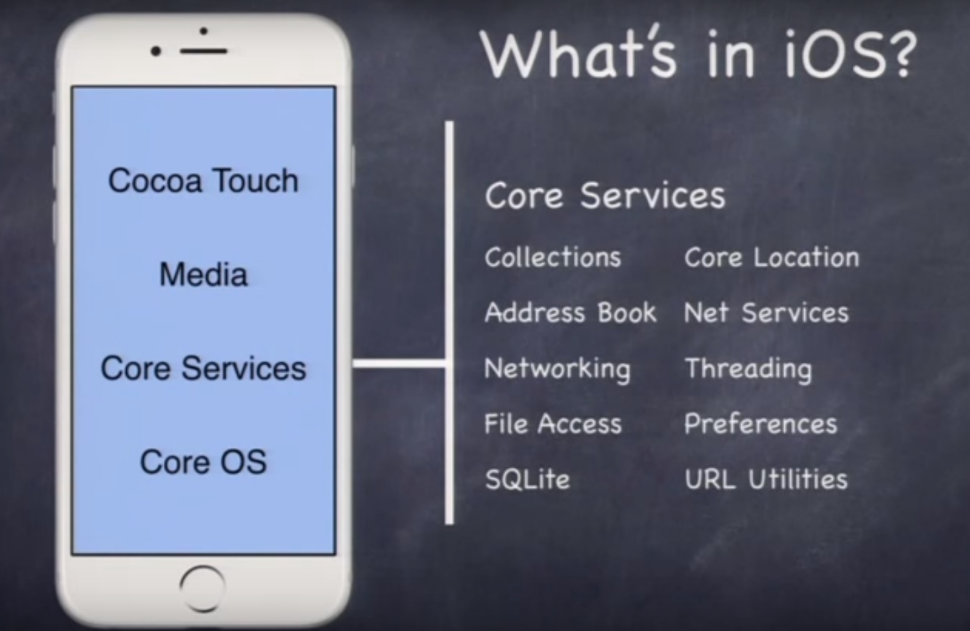 What's in iOS?
Cocoa Touch
Media
Core Services
Core OS
Core Services
Collections
Core Location
Address Book
Net Services
Networking
Threading
File Access
Preferences
SQLite
URL Utilities